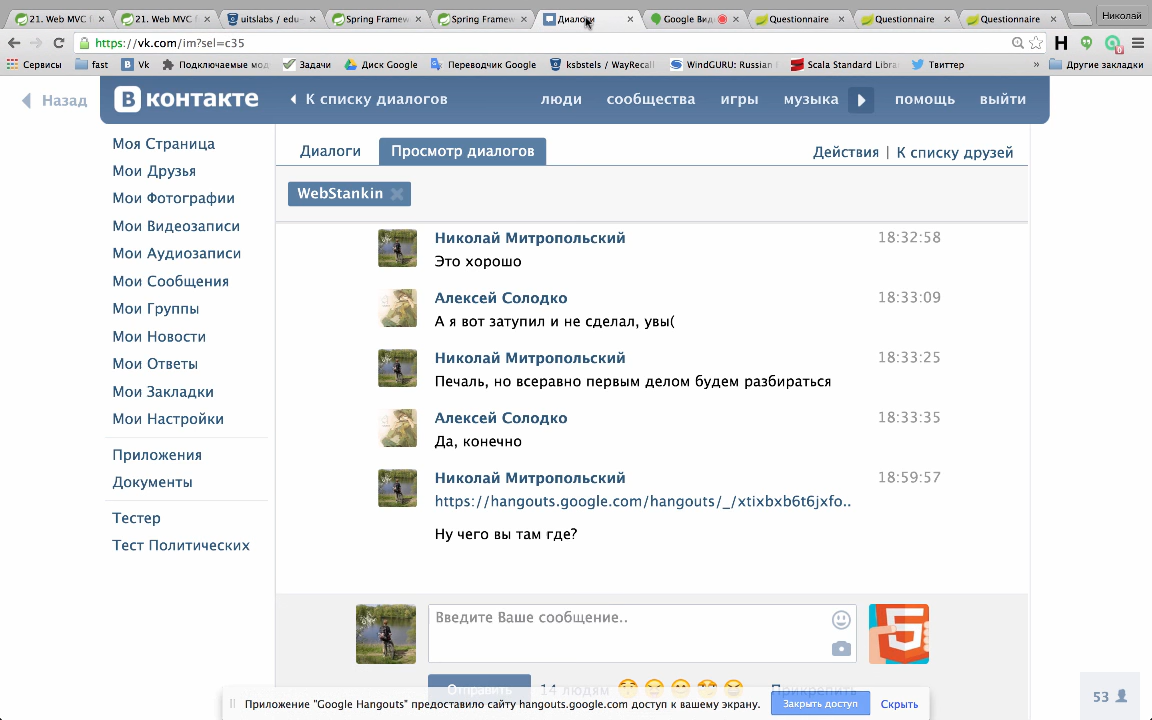 21. Web MVC f
21. Web MVC f
uitslabs / edu-
Spring Framew
Spring Framew
Диалоги
Google Вид
Questionnaire
Questionnaire
Questionnaire
Николай
https://vk.com/im?sel=c35
Сервисы
fast
Vk
Подключаемые мод
Задачи
Диск Google
Переводчик Google
ksbstels / WayRecall
WindGURU: Russian
Scala Standard Libra
Твиттер
»
Другие закладки
Назад
В контакте
К списку диалогов
люди
сообщества
игры
музыка
помощь
выйти
Моя Страница
Мои Друзья
Мои Фотографии
Мои Видеозаписи
Мои Аудиозаписи
Мои Сообщения
Мои Группы
Мои Новости
Мои Ответы
Мои Закладки
Мои Настройки
Приложения
Документы
Тестер
Тест Политических
Диалоги
Просмотр диалогов
Действия | К списку друзей
WebStankin
Николай Митропольский 18:32:58
Это хорошо
Алексей Солодко 18:33:09
А я вот затупил и не сделал, увы(
Николай Митропольский 18:33:25
Печаль, но всеравно первым делом будем разбираться
Алексей Солодко 18:33:35
Да, конечно
Николай Митропольский 18:59:57
https://hangouts.google.com/hangouts/_/xtixbxb6t6jxfo..
Ну чего вы там где?
Введите Ваше сообщение..
Отправить
14 людям
Прикрепить
Приложение "Google Hangouts" предоставило сайту hangouts.google.com доступ к вашему экрану.
Закрыть доступ
Скрыть
53